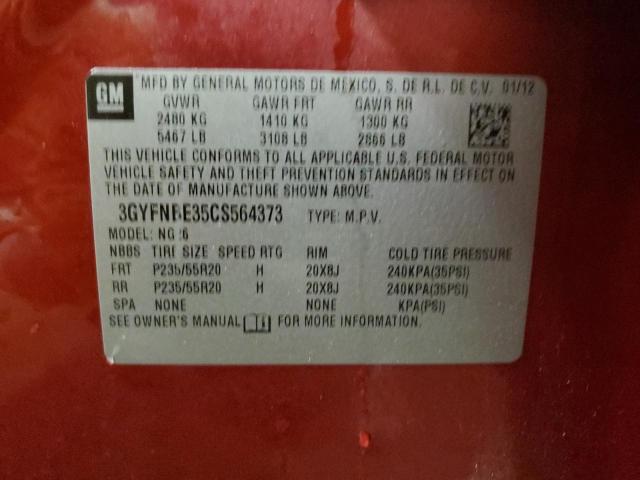 GM
MFD BY GENERAL MOTORS DE MEXICO, S. DE R.L. DE C.V. 01/12
GVWR GAWR FRT GAWR RR
2480 KG 1410 KG 1300 KG
5467 LB 3108 LB 2866 LB
THIS VEHICLE CONFORMS TO ALL APPLICABLE U.S. FEDERAL MOTOR
VEHICLE SAFETY AND THEFT PREVENTION STANDARDS IN EFFECT ON
THE DATE OF MANUFACTURE SHOWN ABOVE.
3GYFNBE35CS564373 TYPE: M.P.V.
MODEL: NG 26
NBBS TIRE SIZE SPEED RTG RIM COLD TIRE PRESSURE
FRT P235/55R20 H 20X8J 240KPA(35PSI)
RR P235/55R20 H 20X8J 240KPA(35PSI)
SPA NONE NONE KPA(PSI)
SEE OWNER'S MANUAL FOR MORE INFORMATION.